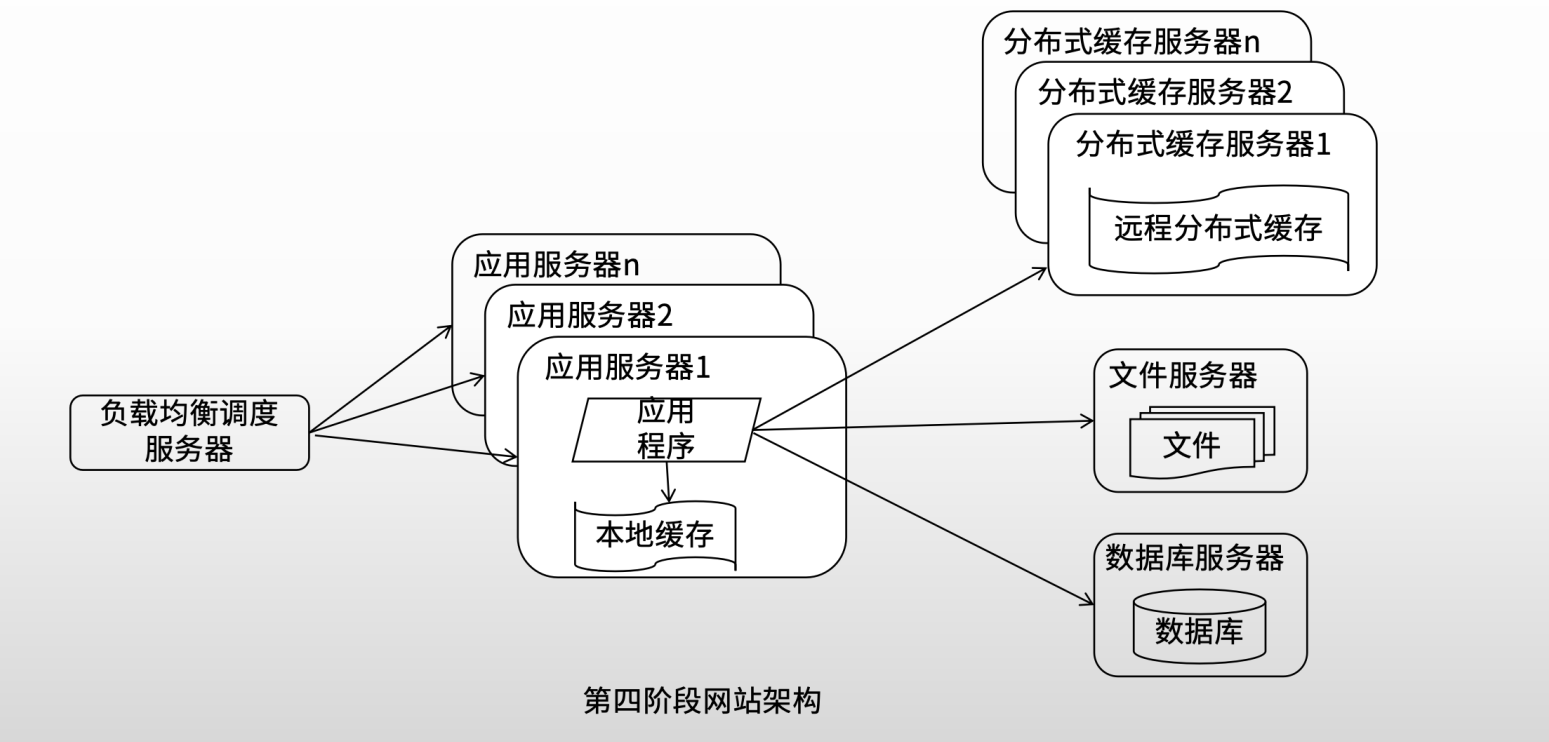 分布式缓存服务器n
分布式缓存服务器2
分布式缓存服务器1
远程分布式缓存
应用服务器n
应用服务器2
应用服务器1
应用
程序
本地缓存
负载均衡调度
服务器
文件服务器
文件
数据库服务器
数据库
第四阶段网站架构